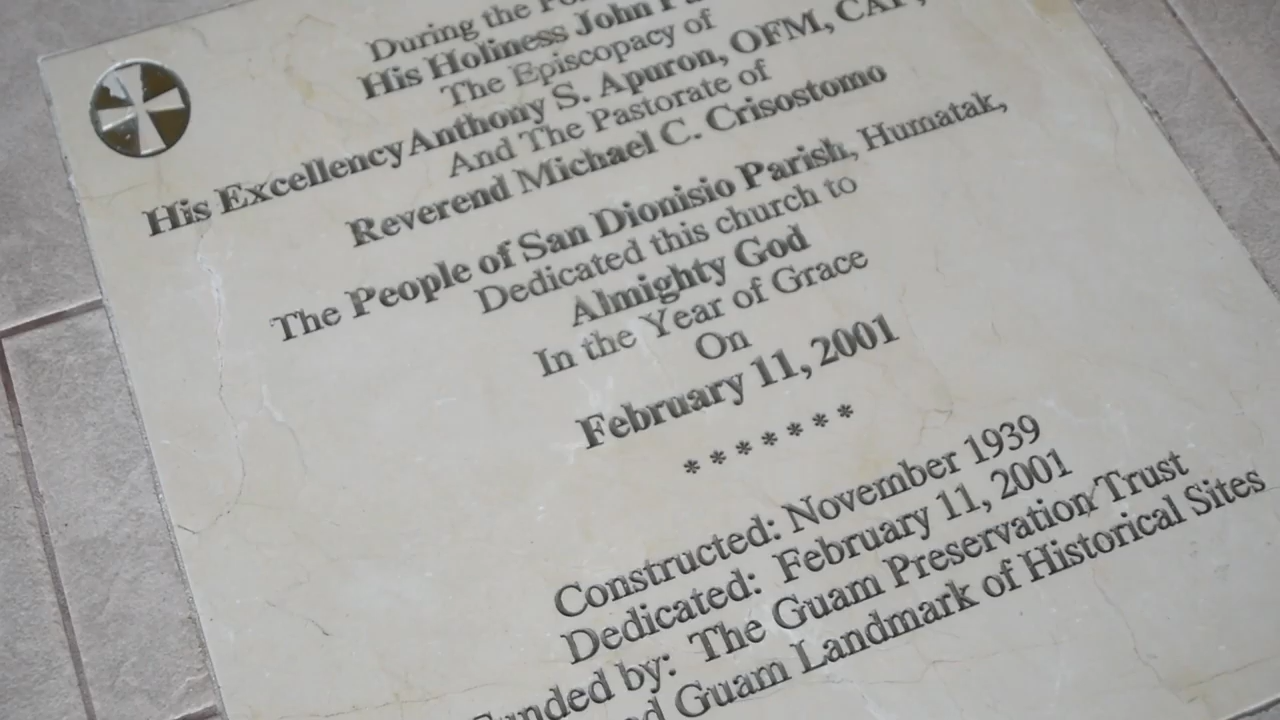 During the
His Holiness John
The Episcopacy of
His Excellency Anthony S. Apuron, OFM, CAP,
And The Pastorate of
Reverend Michael C. Crisostomo
The People of San Dionisio Parish, Humatak,
Dedicated this church to
Almighty God
In the Year of Grace
On
February 11, 2001
* * * * * * *
Constructed: November 1939
Dedicated: February 11, 2001
by: The Guam Preservation Trust
Guam Landmark of Historical Sites